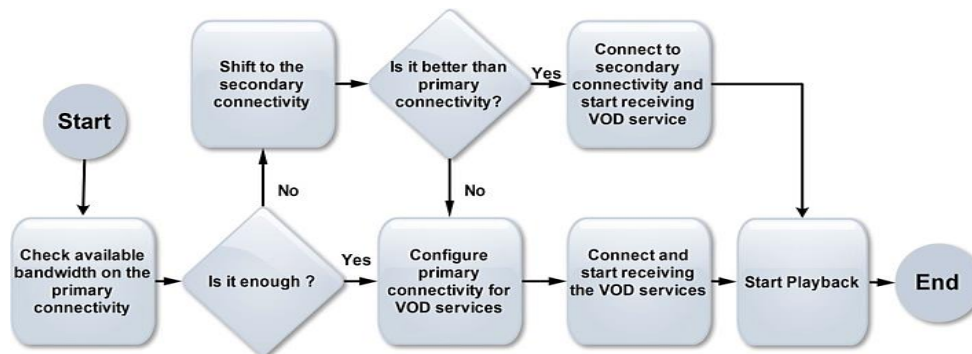 Start
Check available
bandwidth on the
primary
connectivity
Is it enough ?
No
Yes
Shift to the
secondary
connectivity
Is it better than
primary
connectivity?
Yes
No
Connect to
secondary
connectivity and
start receiving
VOD service
Configure
primary
connectivity for
VOD services
Connect and
start receiving
the VOD services
Start Playback
End